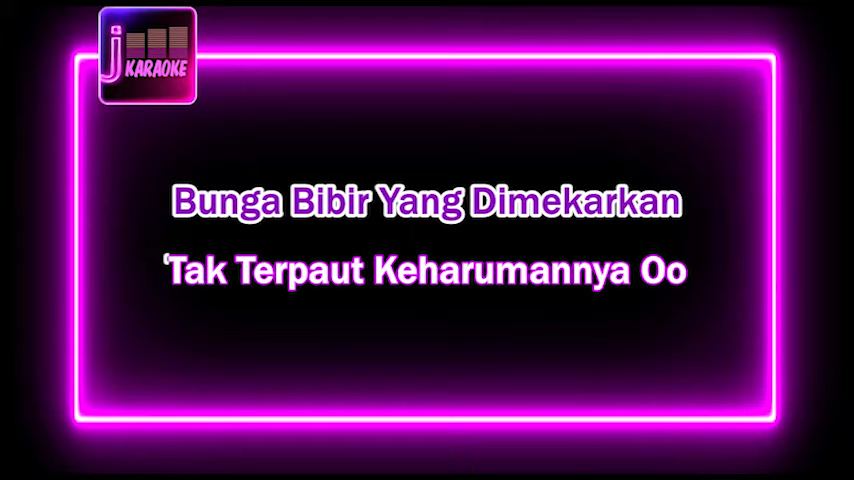 j KARAOKE
Bunga Bibir Yang Dimekarkan
‘Tak Terpaut Keharumannya Oo